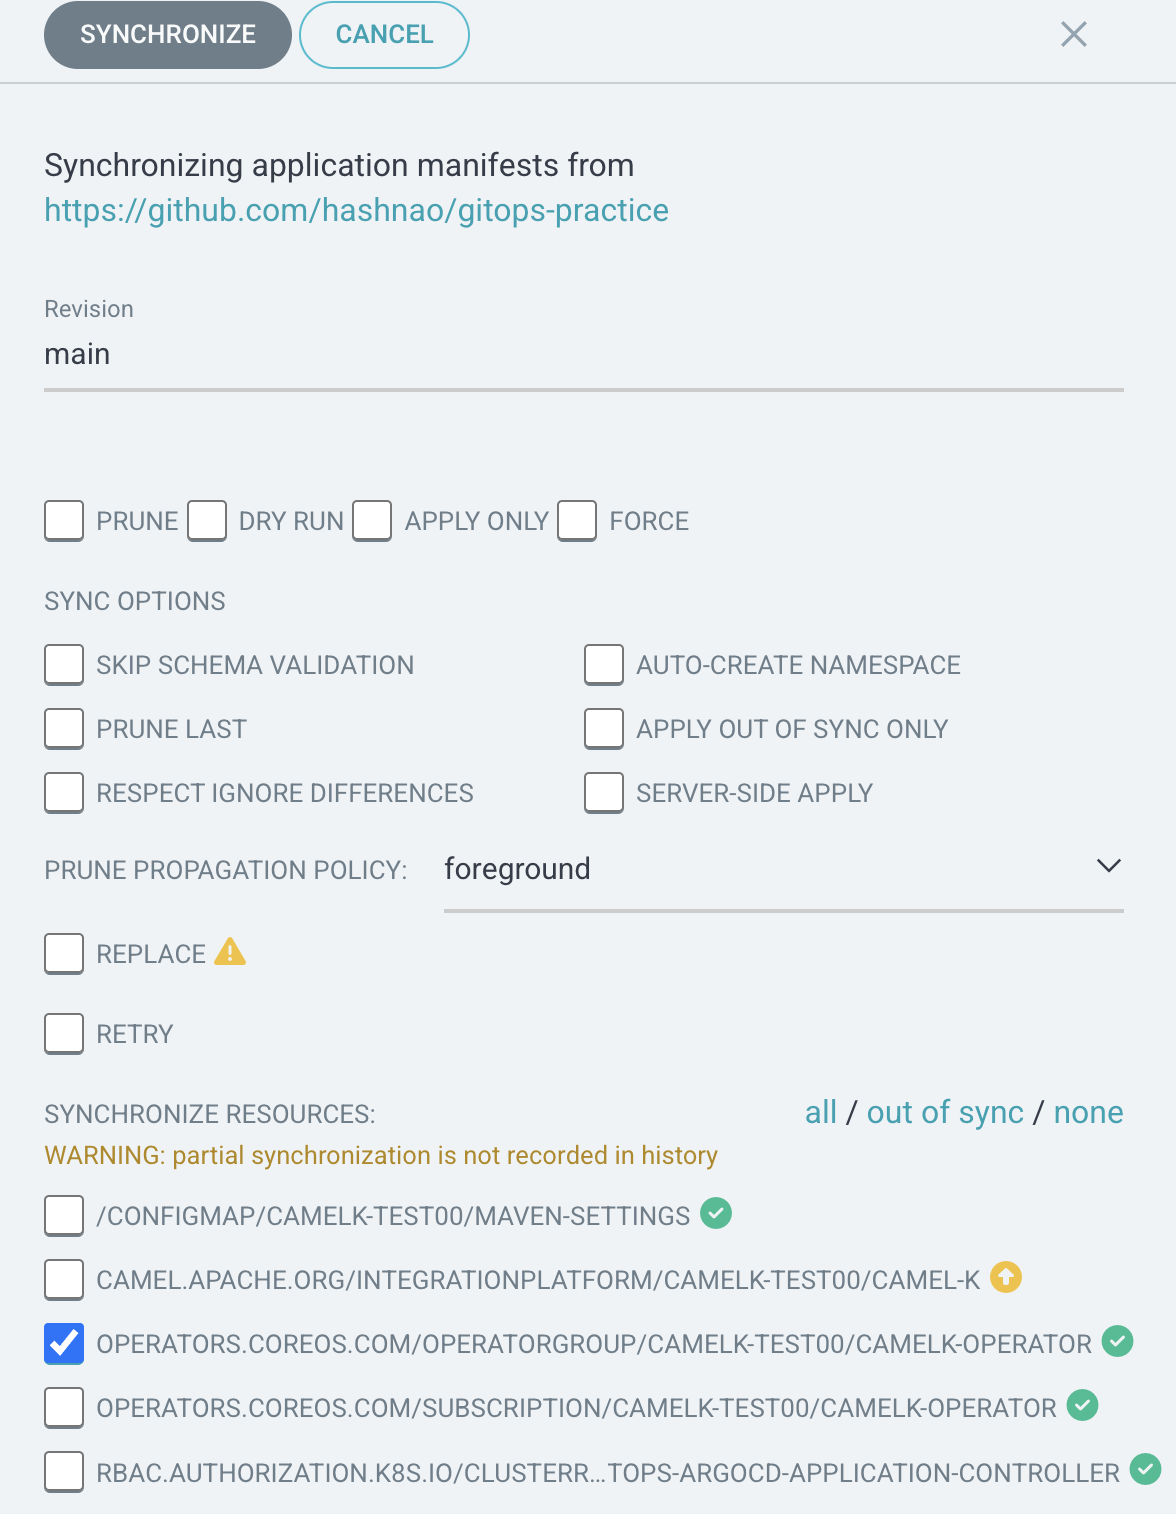 SYNCHRONIZE CANCEL
Synchronizing application manifests from
https://github.com/hashnao/gitops-practice
Revision
main
PRUNE DRY RUN APPLY ONLY FORCE
SYNC OPTIONS
SKIP SCHEMA VALIDATION AUTO-CREATE NAMESPACE
PRUNE LAST APPLY OUT OF SYNC ONLY
RESPECT IGNORE DIFFERENCES SERVER-SIDE APPLY
PRUNE PROPAGATION POLICY: foreground
REPLACE
RETRY
SYNCHRONIZE RESOURCES: all / out of sync / none
WARNING: partial synchronization is not recorded in history
/CONFIGMAP/CAMELK-TEST00/MAVEN-SETTINGS
CAMEL.APACHE.ORG/INTEGRATIONPLATFORM/CAMELK-TEST00/CAMEL-K
OPERATORS.COREOS.COM/OPERATORGROUP/CAMELK-TEST00/CAMELK-OPERATOR
OPERATORS.COREOS.COM/SUBSCRIPTION/CAMELK-TEST00/CAMELK-OPERATOR
RBAC.AUTHORIZATION.K8S.IO/CLUSTERR...TOPS-ARGOCD-APPLICATION-CONTROLLER